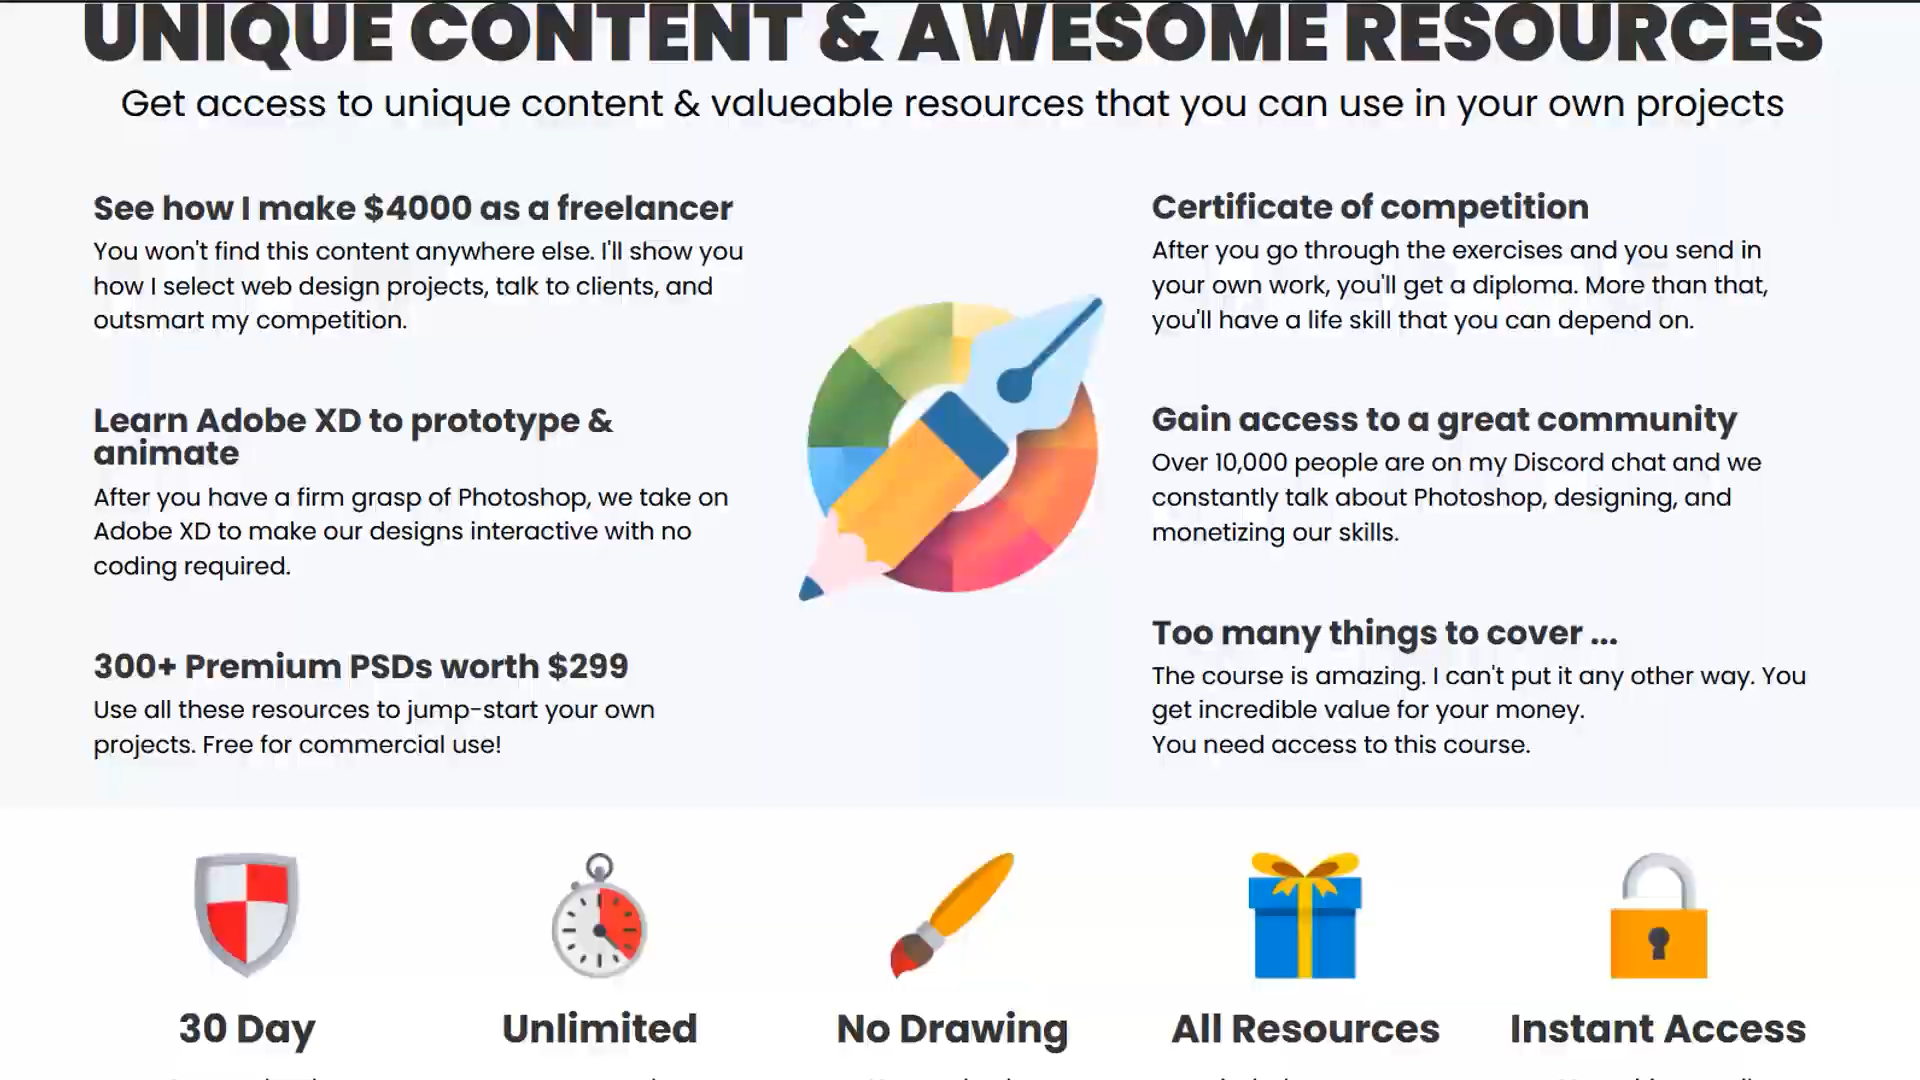 UNIQUE CONTENT & AWESOME RESOURCES
Get access to unique content & valueable resources that you can use in your own projects
See how I make $4000 as a freelancer
You won't find this content anywhere else. I'll show you
how I select web design projects, talk to clients, and
outsmart my competition.
Learn Adobe XD to prototype &
animate
After you have a firm grasp of Photoshop, we take on
Adobe XD to make our designs interactive with no
coding required.
300+ Premium PSDs worth $299
Use all these resources to jump-start your own
projects. Free for commercial use!
Certificate of competition
After you go through the exercises and you send in
your own work, you'll get a diploma. More than that,
you'll have a life skill that you can depend on.
Gain access to a great community
Over 10,000 people are on my Discord chat and we
constantly talk about Photoshop, designing, and
monetizing our skills.
Too many things to cover ...
The course is amazing. I can't put it any other way. You
get incredible value for your money.
You need access to this course.
30 Day
Unlimited
No Drawing
All Resources
Instant Access